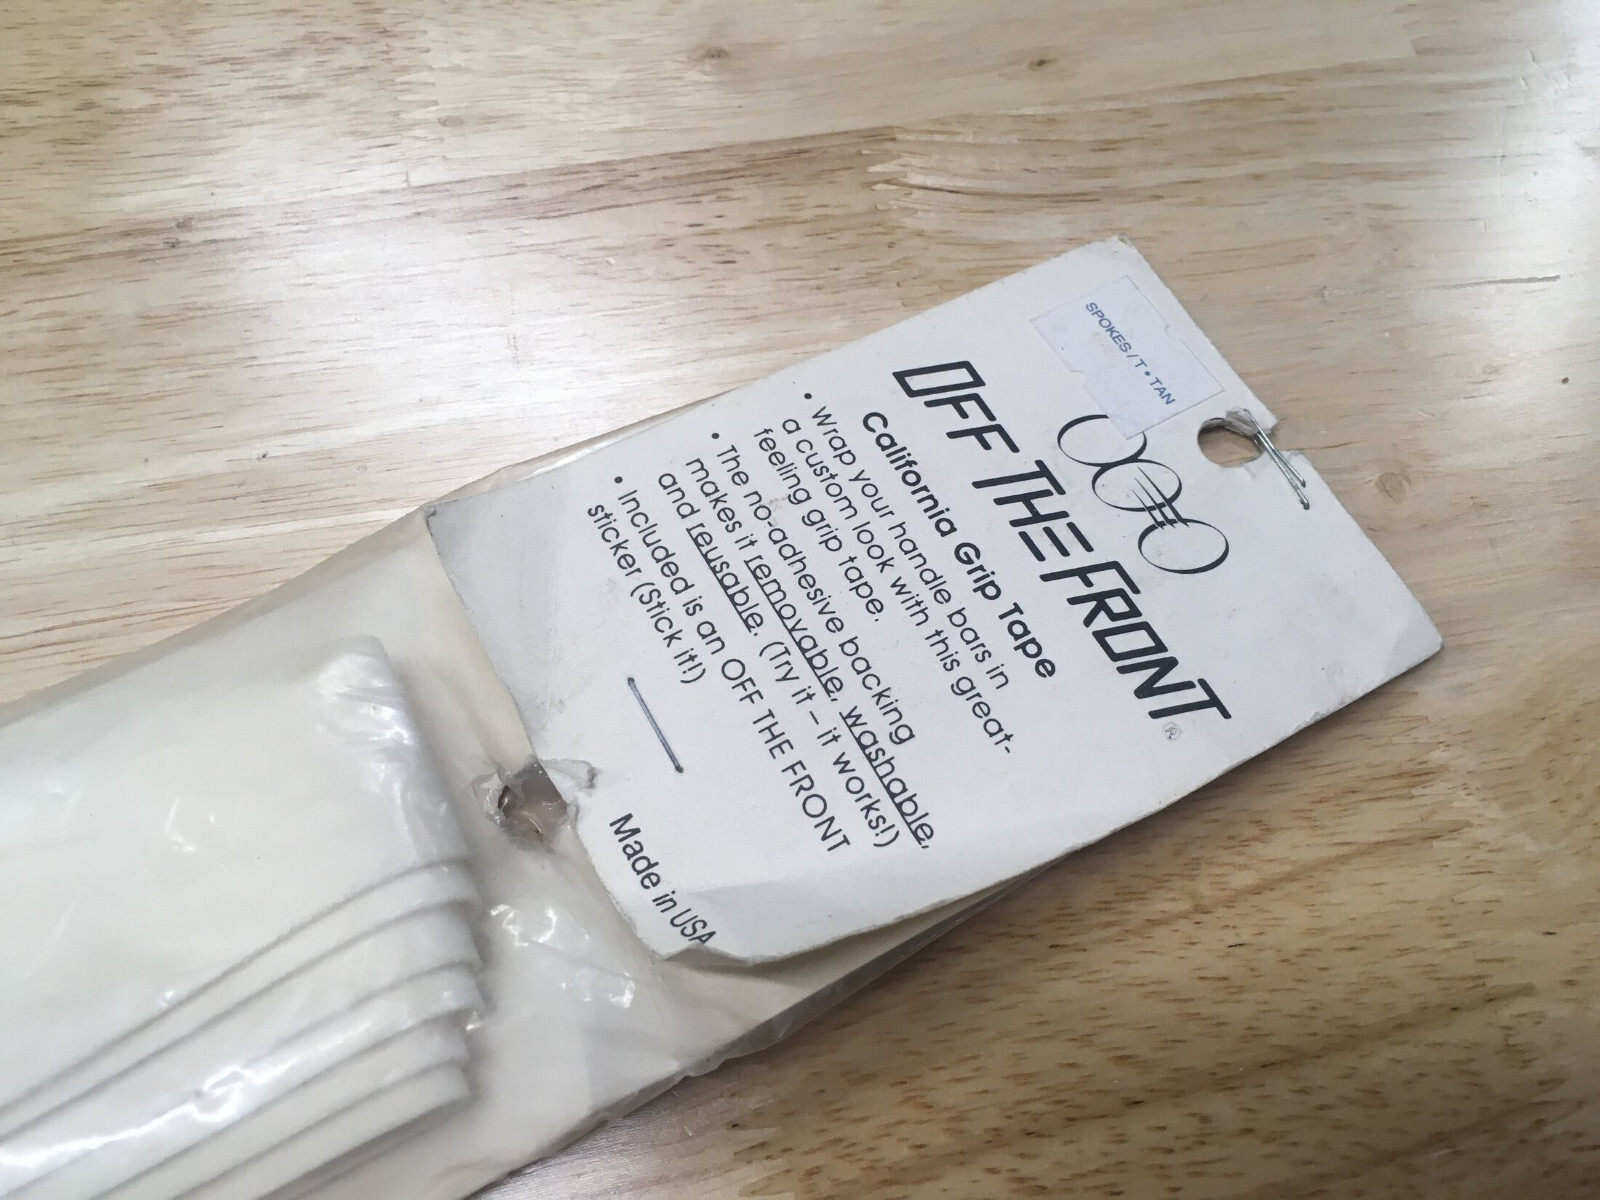 SPOKES / T • TAN
OFF THE FRONT®
California Grip Tape
• Wrap your handle bars in
a custom look with this great-
feeling grip tape.
• The no-adhesive backing
makes it removable, washable,
and reusable. (Try it – it works!)
• Included is an OFF THE FRONT
sticker (Stick it!)
Made in USA